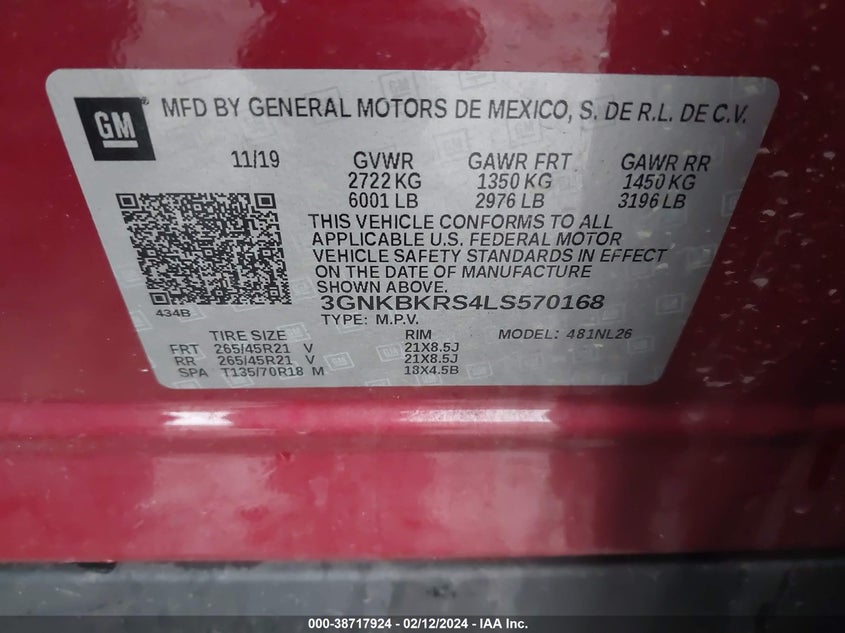 GM® MFD BY GENERAL MOTORS DE MEXICO, S. DE R.L. DE C.V.
11/19 GVWR GAWR FRT GAWR RR
2722 KG 1350 KG 1450 KG
6001 LB 2976 LB 3196 LB
THIS VEHICLE CONFORMS TO ALL
APPLICABLE U.S. FEDERAL MOTOR
VEHICLE SAFETY STANDARDS IN EFFECT
ON THE DATE OF MANUFACTURE
SHOWN ABOVE.
3GNKBKRS4LS570168
434B TYPE: M.P.V.
TIRE SIZE RIM MODEL: 481NL26
FRT 265/45R21 V 21X8.5J
RR 265/45R21 V 21X8.5J
SPA T135/70R18 M 18X4.5B
000-38717924 - 02/12/2024 - IAA Inc.